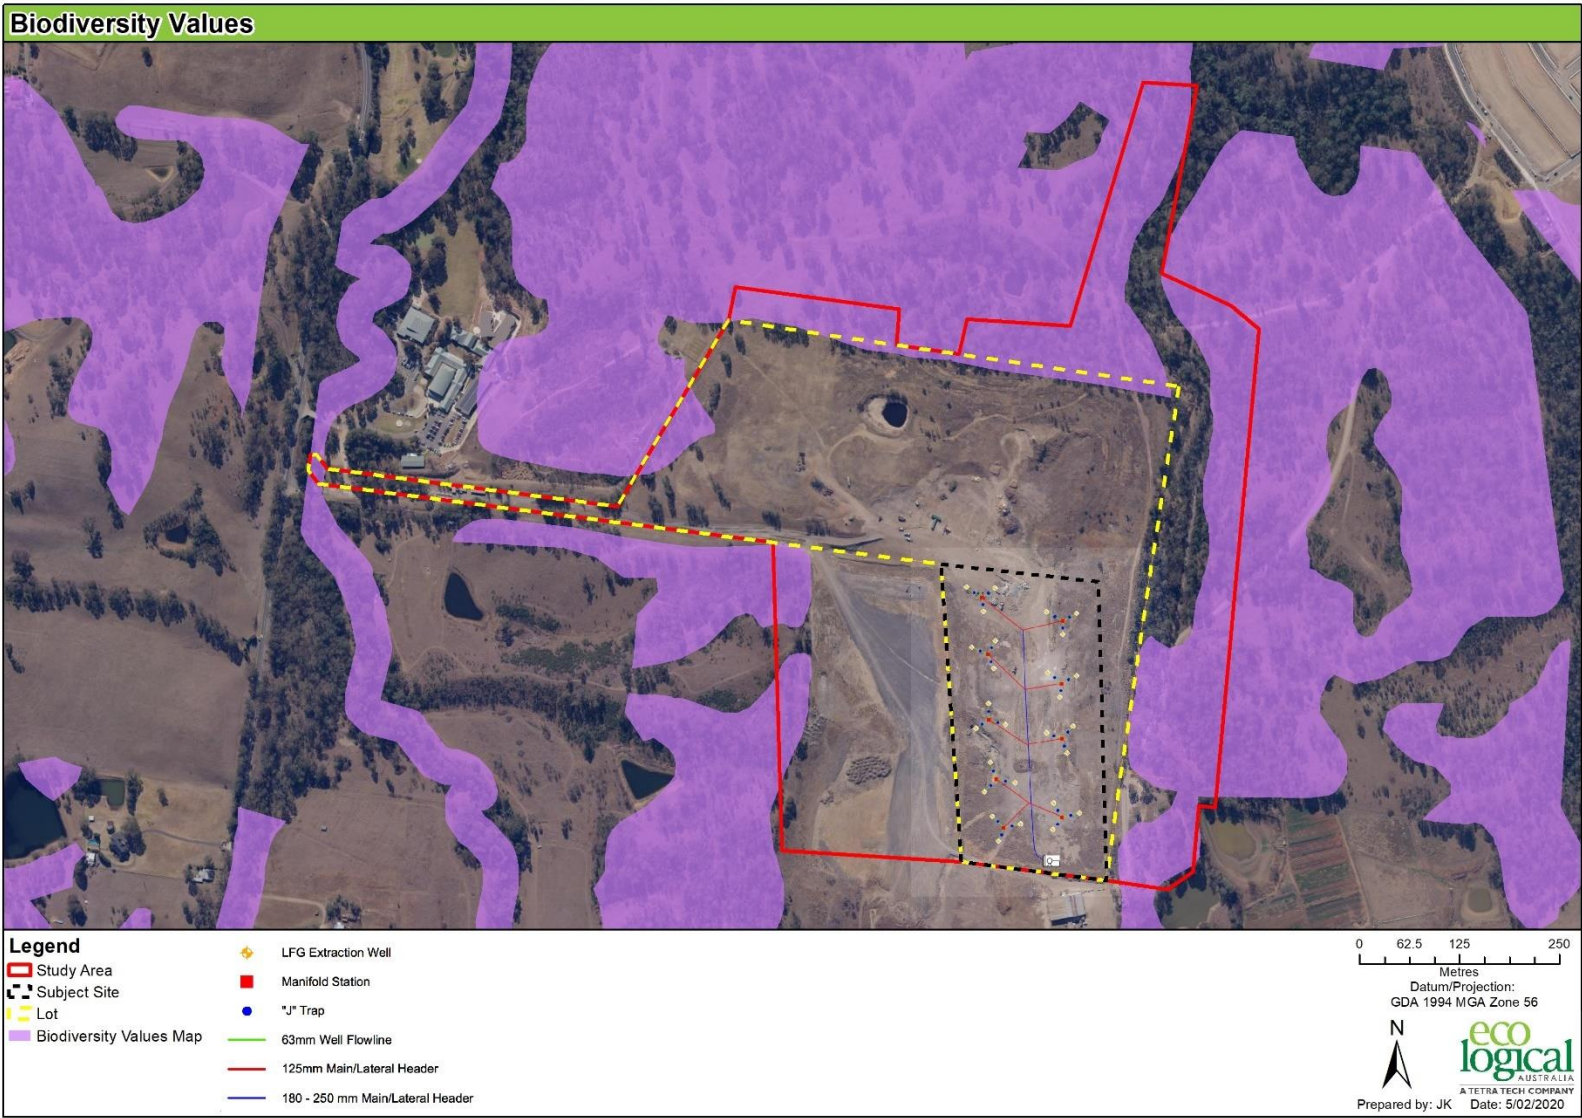 Biodiversity Values
Legend
Study Area
Subject Site
Lot
Biodiversity Values Map
LFG Extraction Well
Manifold Station
"J" Trap
63mm Well Flowline
125mm Main/Lateral Header
180 - 250 mm Main/Lateral Header
0 62.5 125 250
Metres
Datum/Projection:
GDA 1994 MGA Zone 56
N
eco
logical
AUSTRALIA
A TETRA TECH COMPANY
Prepared by: JK Date: 5/02/2020